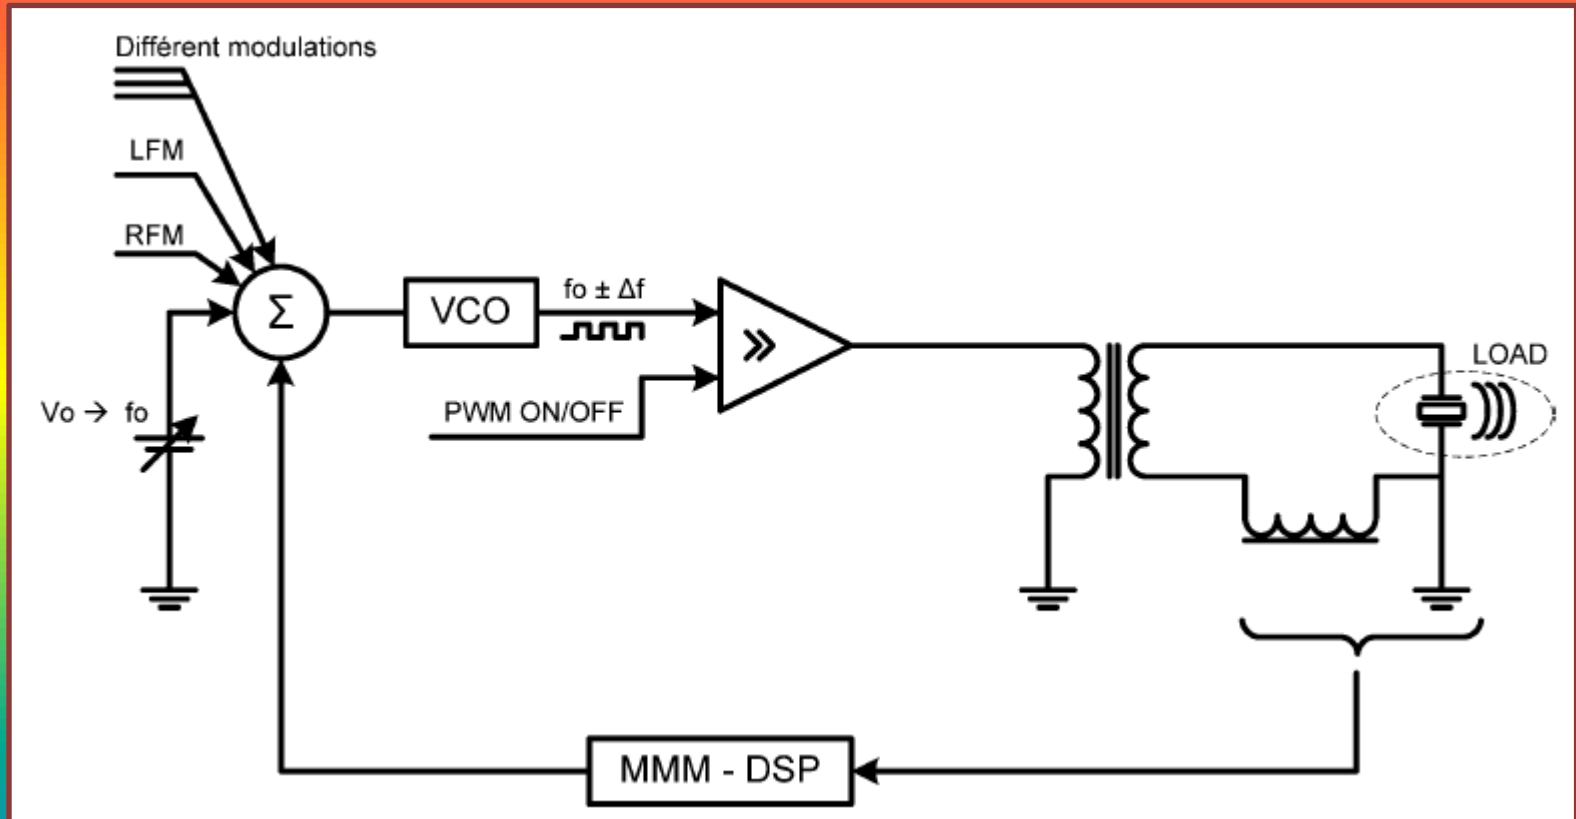 Différent modulations
LFM
RFM
Σ
VCO
fo ± Δf
LOAD
Vo → fo
PWM ON/OFF
MMM - DSP